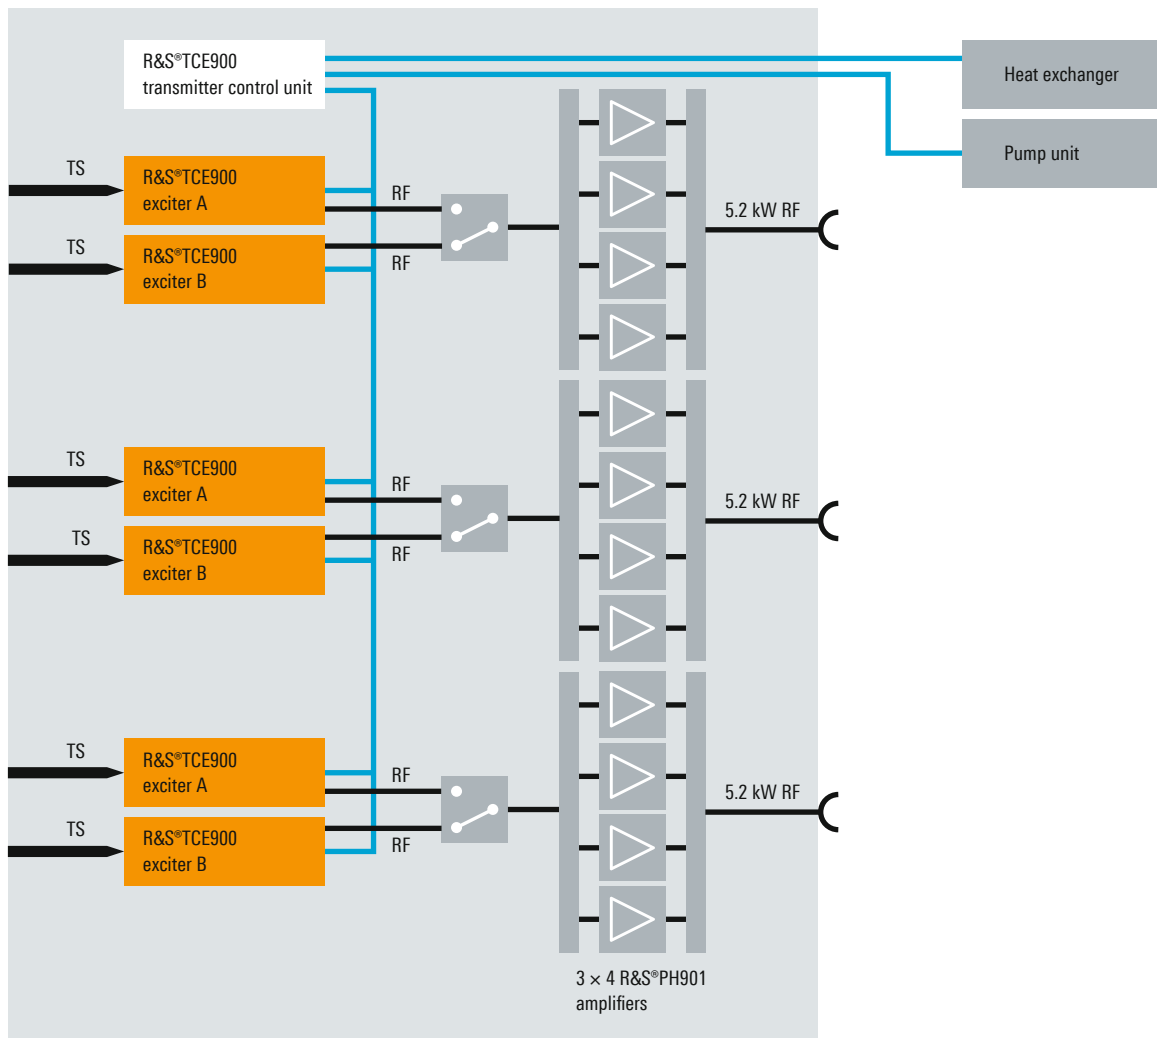 R&S®TCE900
transmitter control unit
Heat exchanger
Pump unit
TS
R&S®TCE900
exciter A
RF
TS
R&S®TCE900
exciter B
RF
5.2 kW RF
TS
R&S®TCE900
exciter A
RF
TS
R&S®TCE900
exciter B
RF
5.2 kW RF
TS
R&S®TCE900
exciter A
RF
TS
R&S®TCE900
exciter B
RF
5.2 kW RF
3 × 4 R&S®PH901
amplifiers